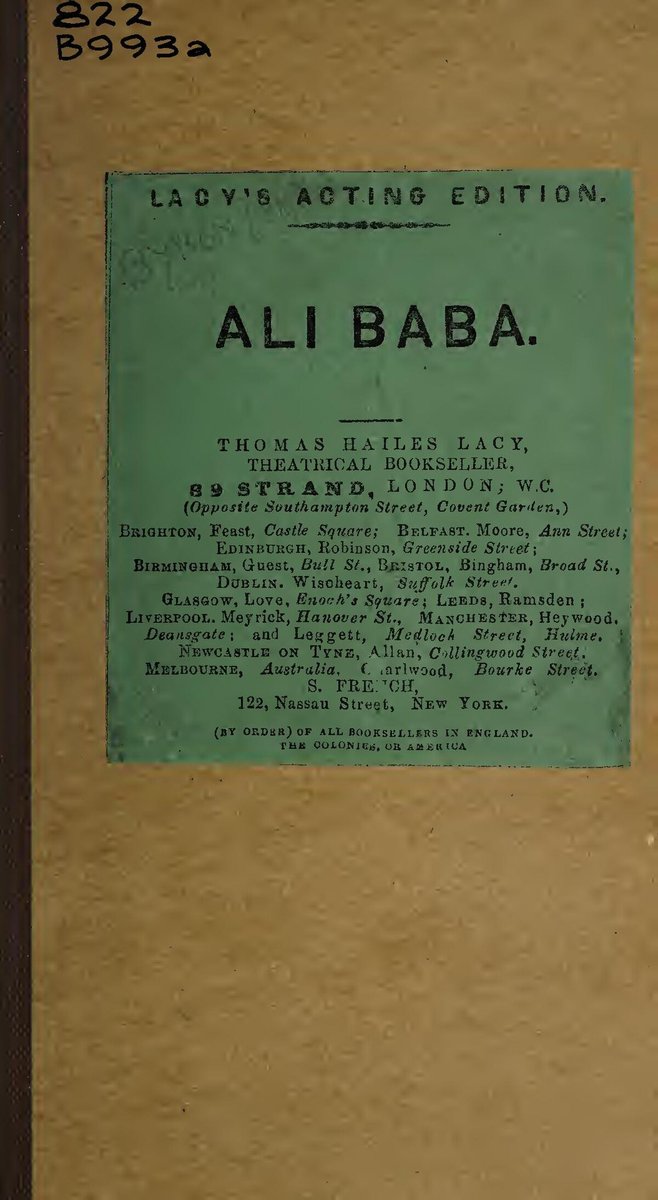 822
B993a
LACY'S ACTING EDITION.
ALI BABA.
THOMAS HAILES LACY,
THEATRICAL BOOKSELLER,
89 STRAND, LONDON; W.C.
(Opposite Southampton Street, Covent Garden,)
BRIGHTON, Feast, Castle Square; BELFAST. Moore, Ann Street;
EDINBURGH, Robinson, Greenside Street;
BIRMINGHAM, Guest, Bull St., BRISTOL, Bingham, Broad St.,
DUBLIN. Wiseheart, Suffolk Street.
GLASGOW, Love, Enoch's Square; LEEDS, Ramsden;
LIVERPOOL. Meyrick, Hanover St., MANCHESTER, Heywood,
Deansgate; and Leggett, Medlock Street, Hulme.
NEWCASTLE ON TYNE, Allan, Collingwood Street.
MELBOURNE, Australia, Bourke Street.
S. FRENCH,
122, Nassau Street, NEW YORK.
(BY ORDER) OF ALL BOOKSELLERS IN ENGLAND.
THE COLONIES, OR AMERICA